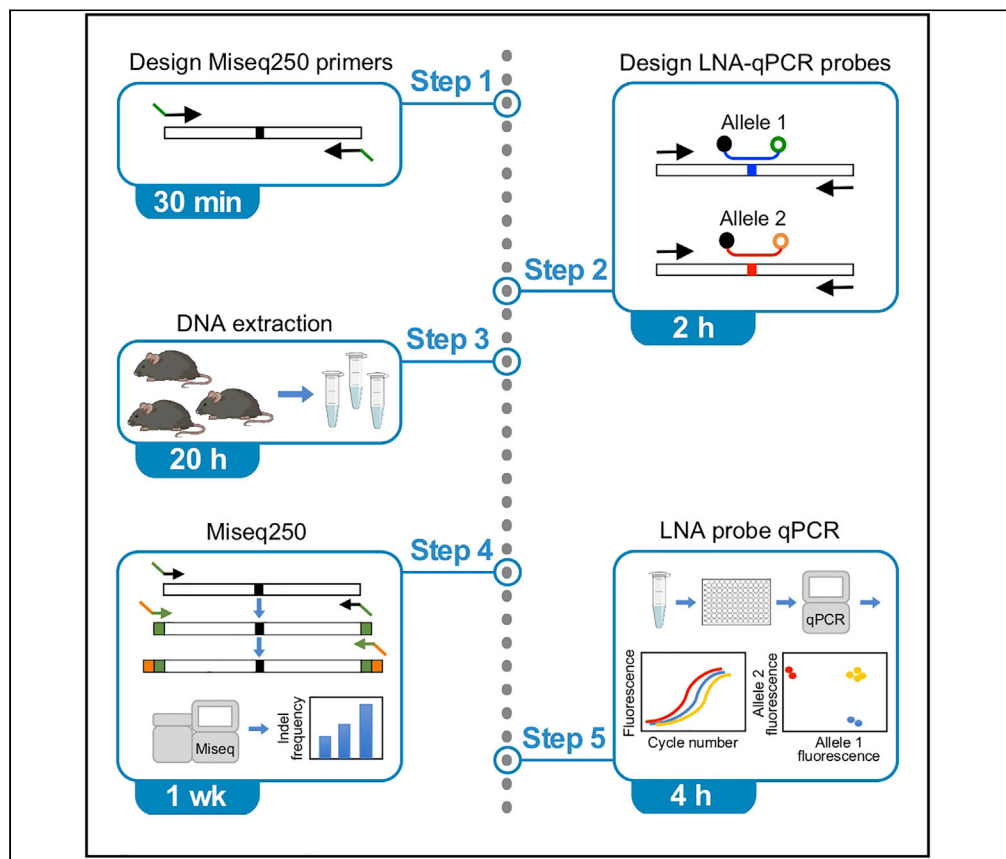 Design Miseq250 primers
Step 1
30 min
Design LNA-qPCR probes
Allele 1
Allele 2
Step 2
2 h
DNA extraction
Step 3
20 h
Miseq250
Step 4
Miseq
Indel
frequency
1 wk
LNA probe qPCR
qPCR
Fluorescence
Cycle number
Allele 2
fluorescence
Allele 1
fluorescence
Step 5
4 h